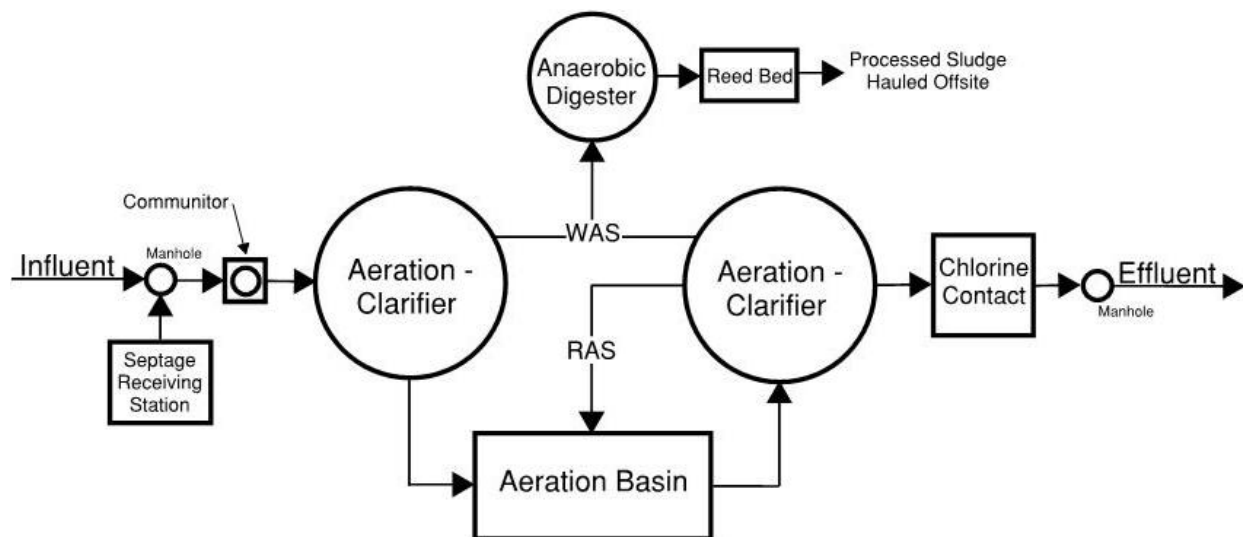 Anaerobic
Digester
Reed Bed
Processed Sludge
Hauled Offsite
Communitor
Influent
Manhole
Septage
Receiving
Station
Aeration -
Clarifier
WAS
RAS
Aeration Basin
Aeration -
Clarifier
Chlorine
Contact
Effluent
Manhole